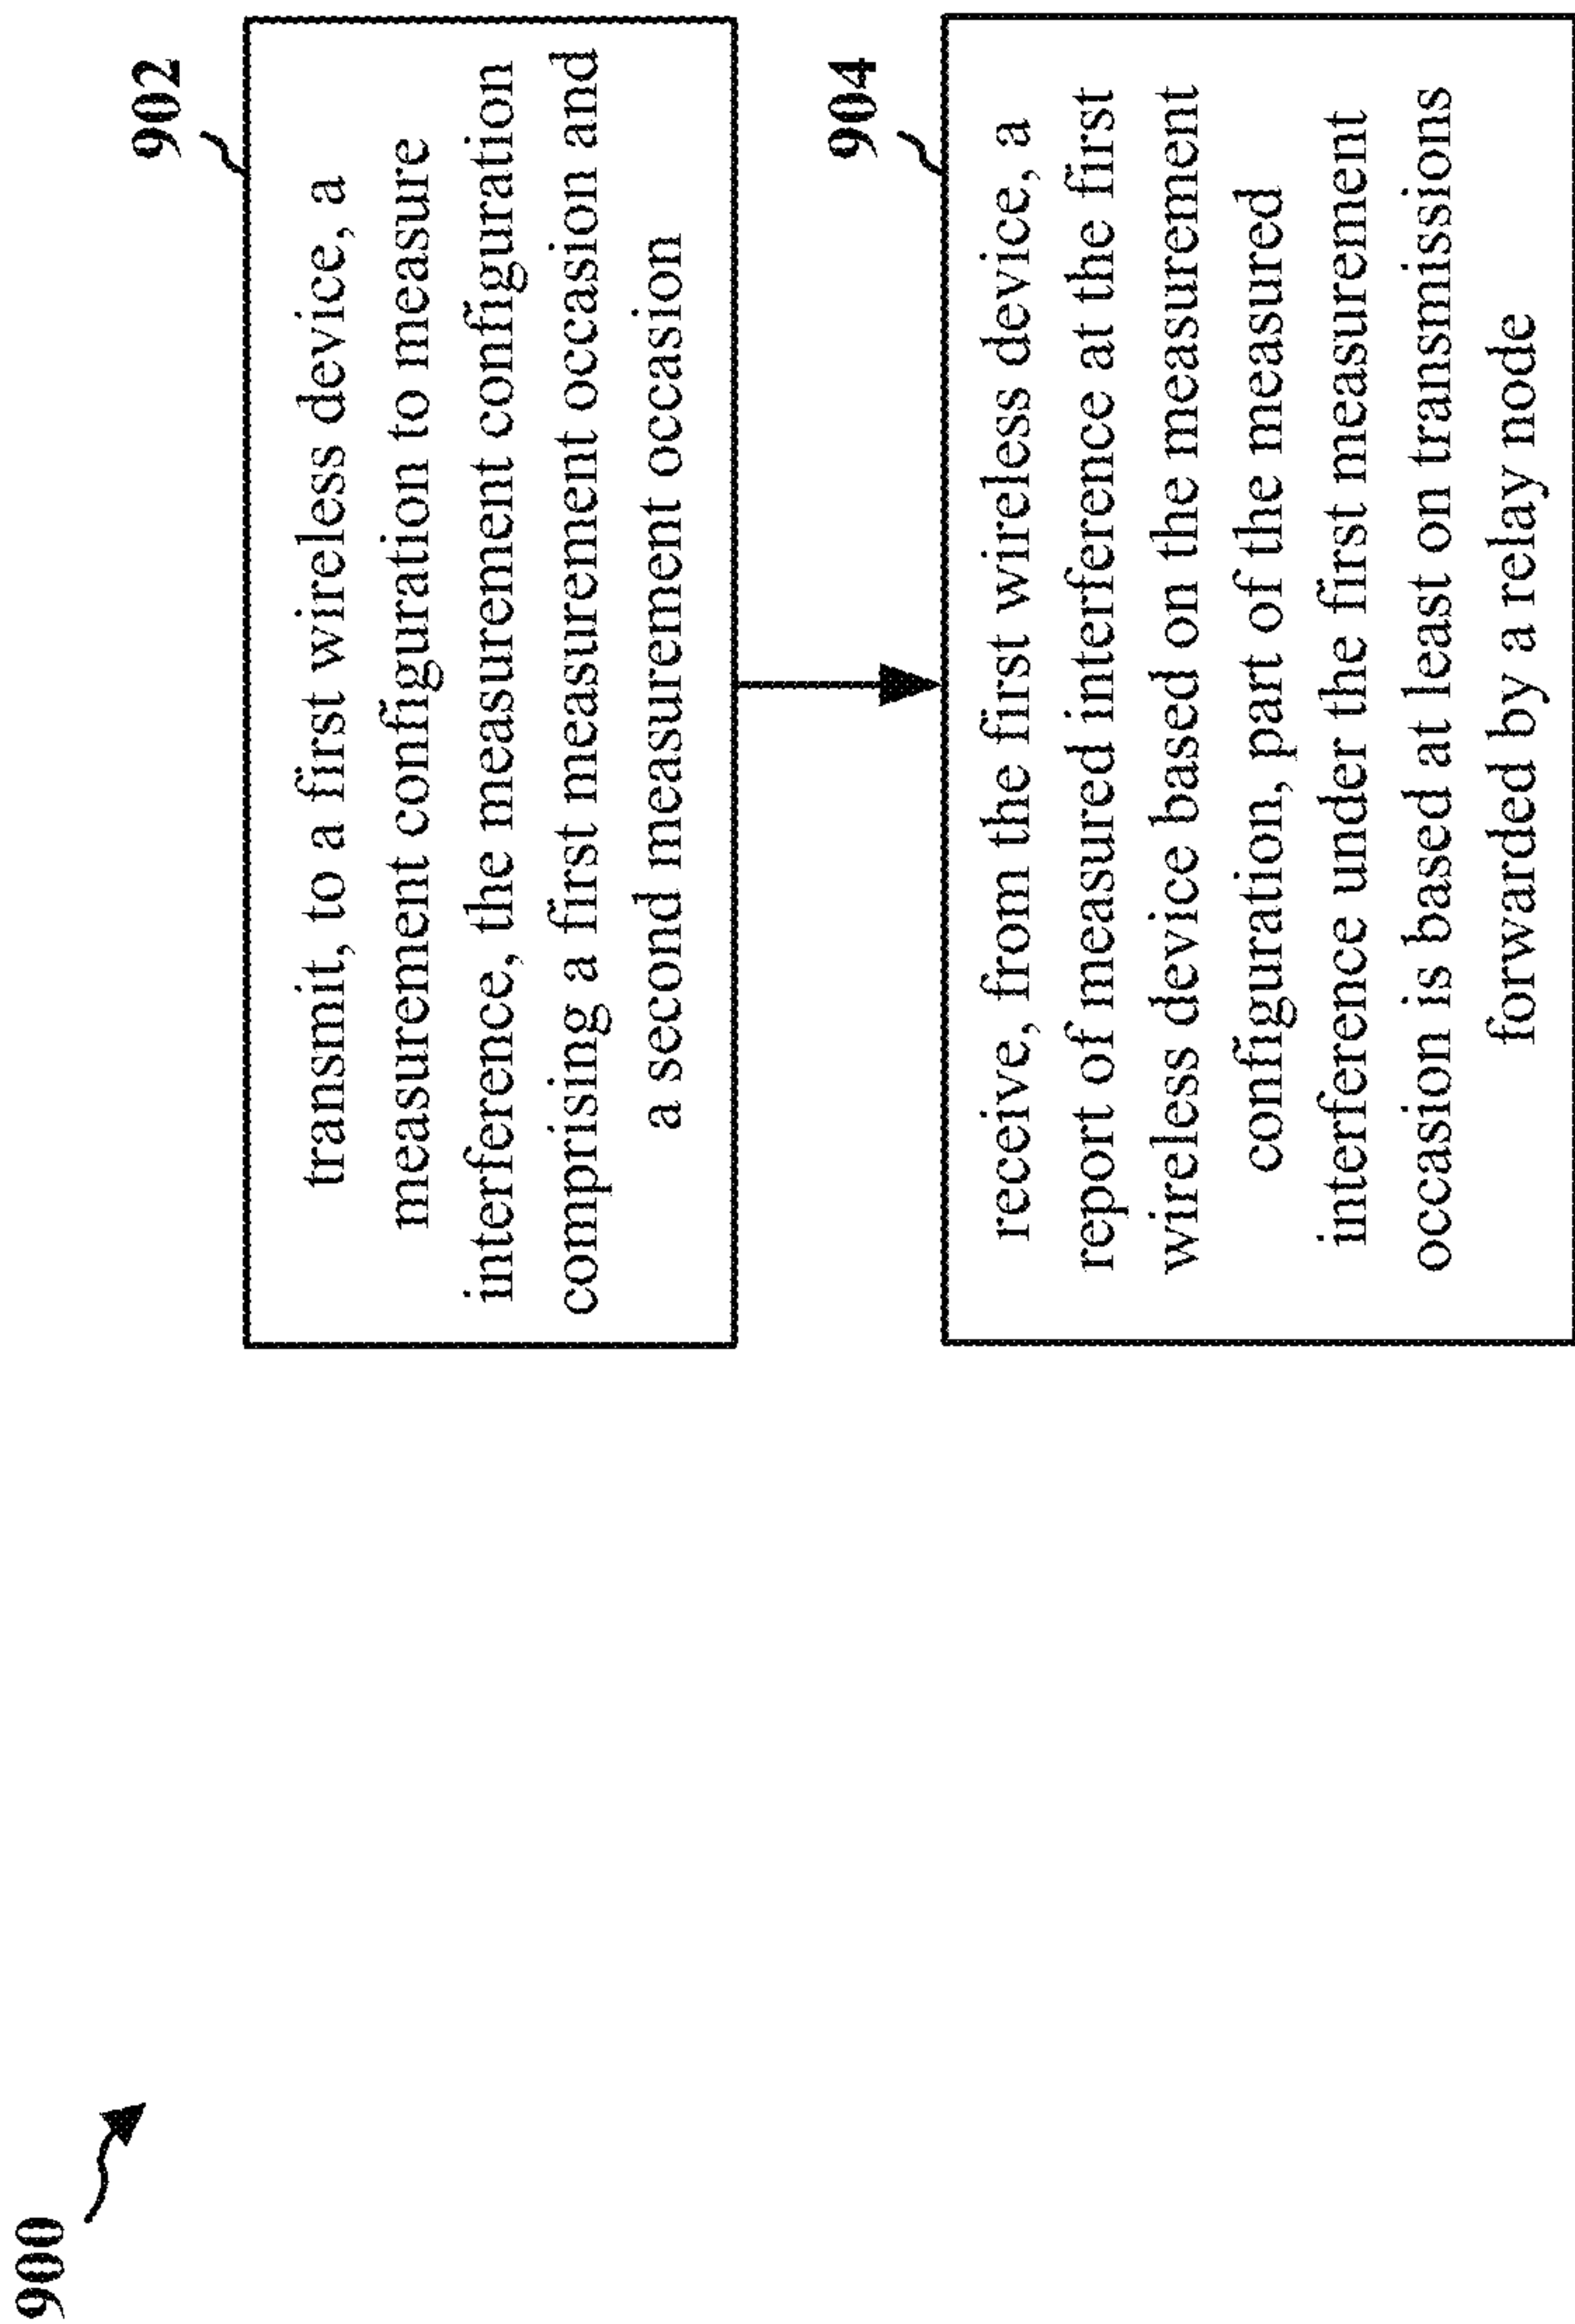 900
902
transmit, to a first wireless device, a
measurement configuration to measure
interference, the measurement configuration
comprising a first measurement occasion and
a second measurement occasion
904
receive, from the first wireless device, a
report of measured interference at the first
wireless device based on the measurement
configuration, part of the measured
interference under the first measurement
occasion is based at least on transmissions
forwarded by a relay node